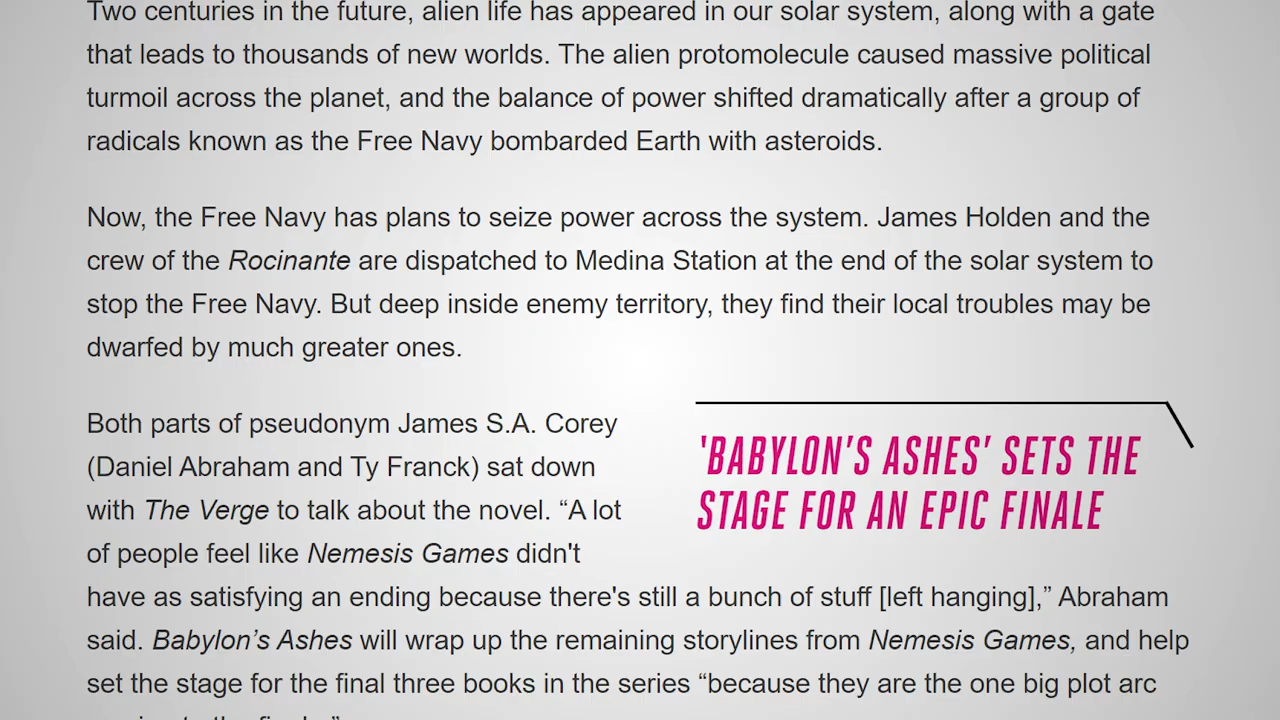 Two centuries in the future, alien life has appeared in our solar system, along with a gate
that leads to thousands of new worlds. The alien protomolecule caused massive political
turmoil across the planet, and the balance of power shifted dramatically after a group of
radicals known as the Free Navy bombarded Earth with asteroids.
Now, the Free Navy has plans to seize power across the system. James Holden and the
crew of the Rocinante are dispatched to Medina Station at the end of the solar system to
stop the Free Navy. But deep inside enemy territory, they find their local troubles may be
dwarfed by much greater ones.
Both parts of pseudonym James S.A. Corey
(Daniel Abraham and Ty Franck) sat down
with The Verge to talk about the novel. “A lot
of people feel like Nemesis Games didn't
'BABYLON’S ASHES’ SETS THE
STAGE FOR AN EPIC FINALE
have as satisfying an ending because there's still a bunch of stuff [left hanging],” Abraham
said. Babylon’s Ashes will wrap up the remaining storylines from Nemesis Games, and help
set the stage for the final three books in the series “because they are the one big plot arc